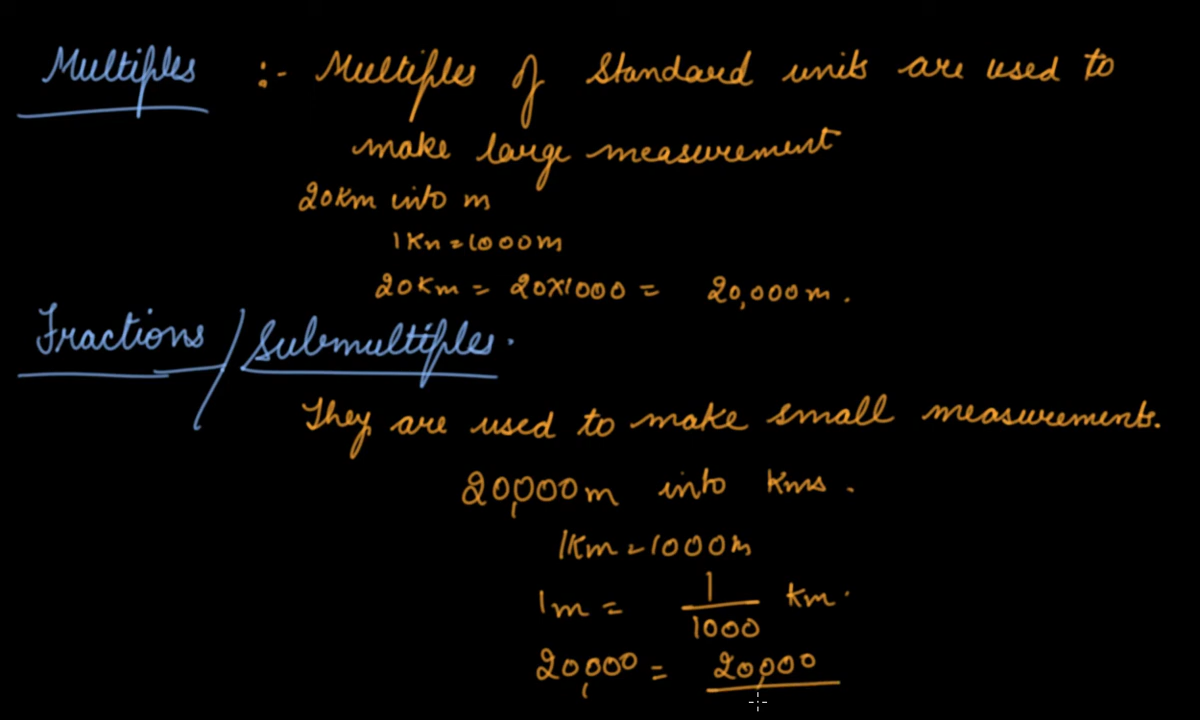 Multiples :- Multiples of standard units are used to
make large measurement
20Km into m
1Km = 1000m
20Km = 20×1000 = 20,000m.
Fractions / Submultiples.
They are used to make small measurements.
20,000m into Kms.
1Km = 1000m
1m = 1/1000 Km.
20,000 = 20,000